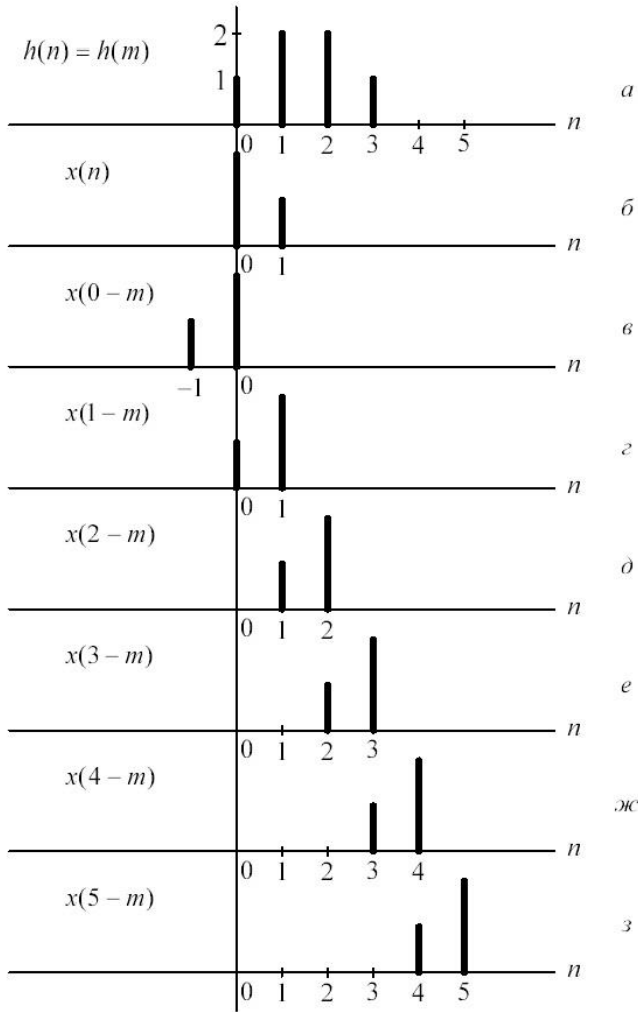 2
h(n) = h(m)
1
а
n
0 1 2 3 4 5
x(n)
б
n
0 1
x(0 – m)
в
n
–1 0
x(1 – m)
г
n
0 1
x(2 – m)
д
n
0 1 2
x(3 – m)
е
n
0 1 2 3
x(4 – m)
ж
n
0 1 2 3 4
x(5 – m)
з
n
0 1 2 3 4 5